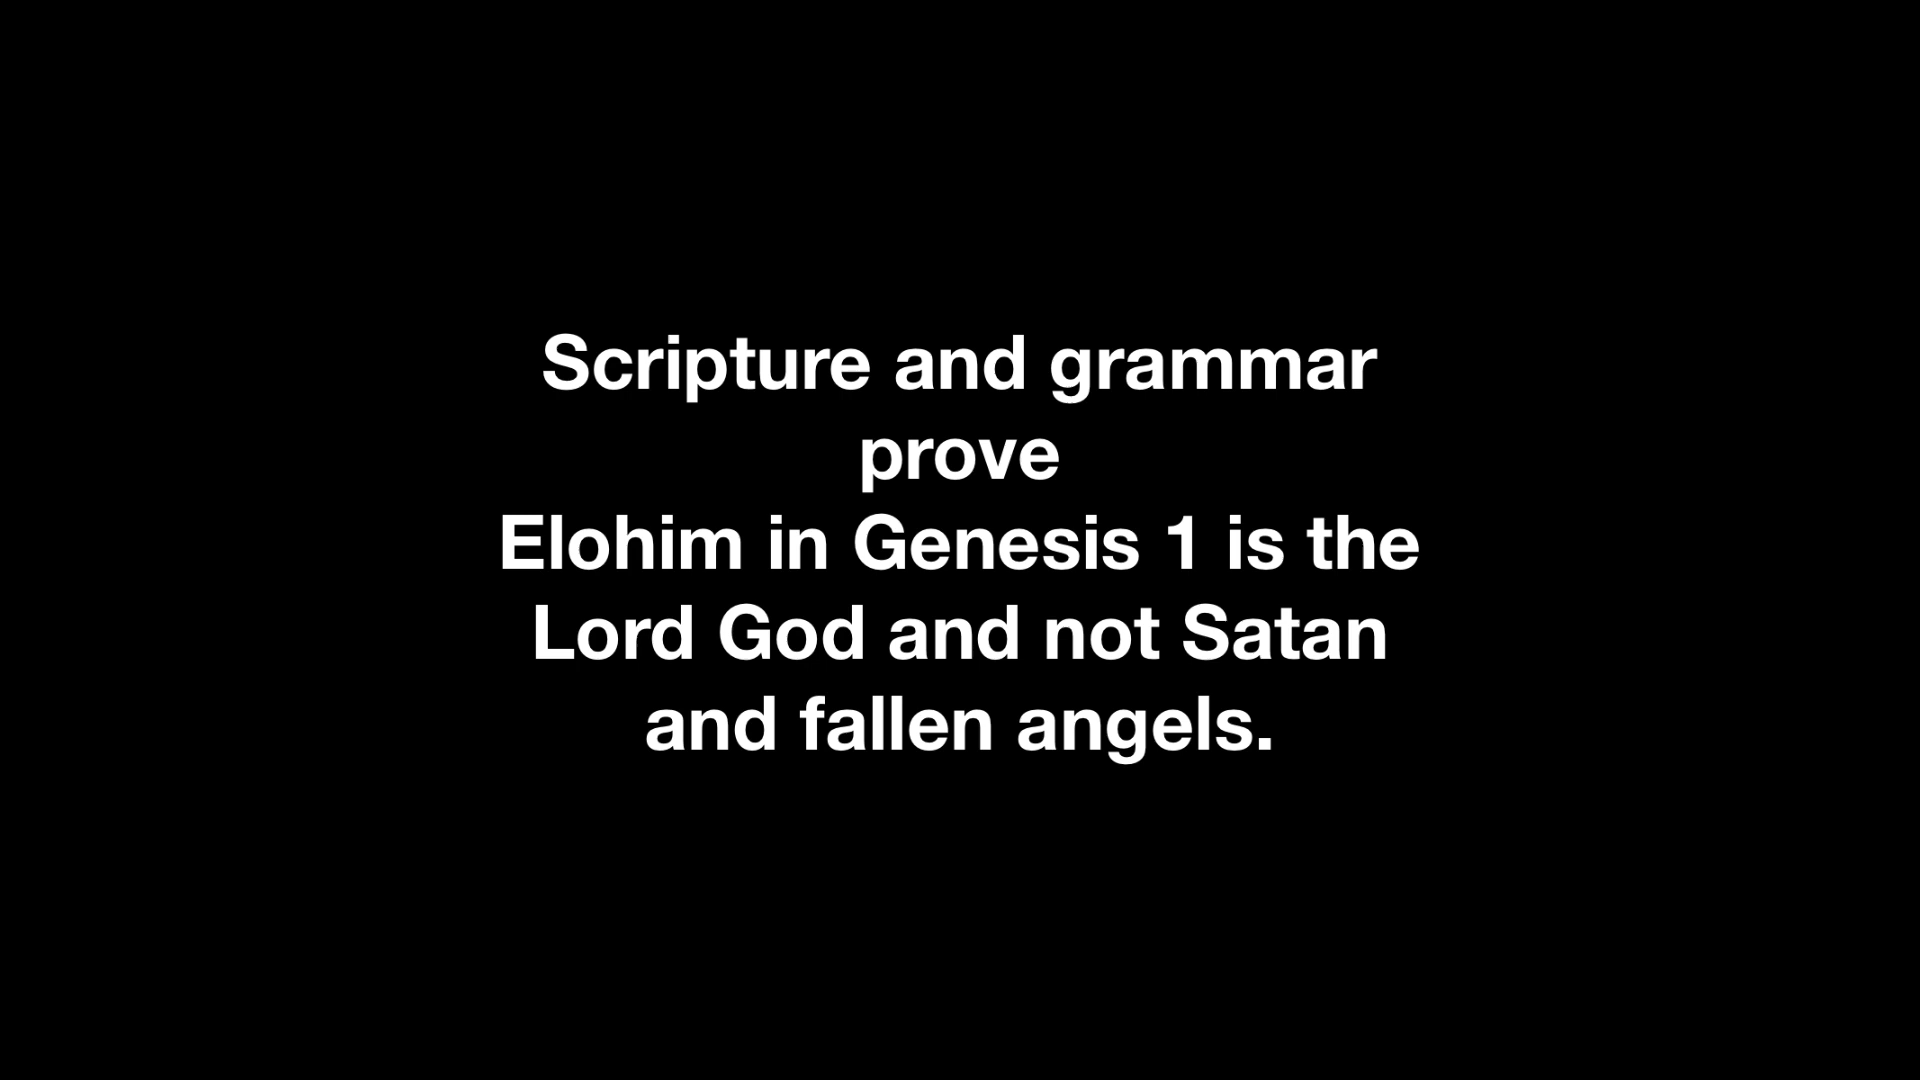 Scripture and grammar
prove
Elohim in Genesis 1 is the
Lord God and not Satan
and fallen angels.